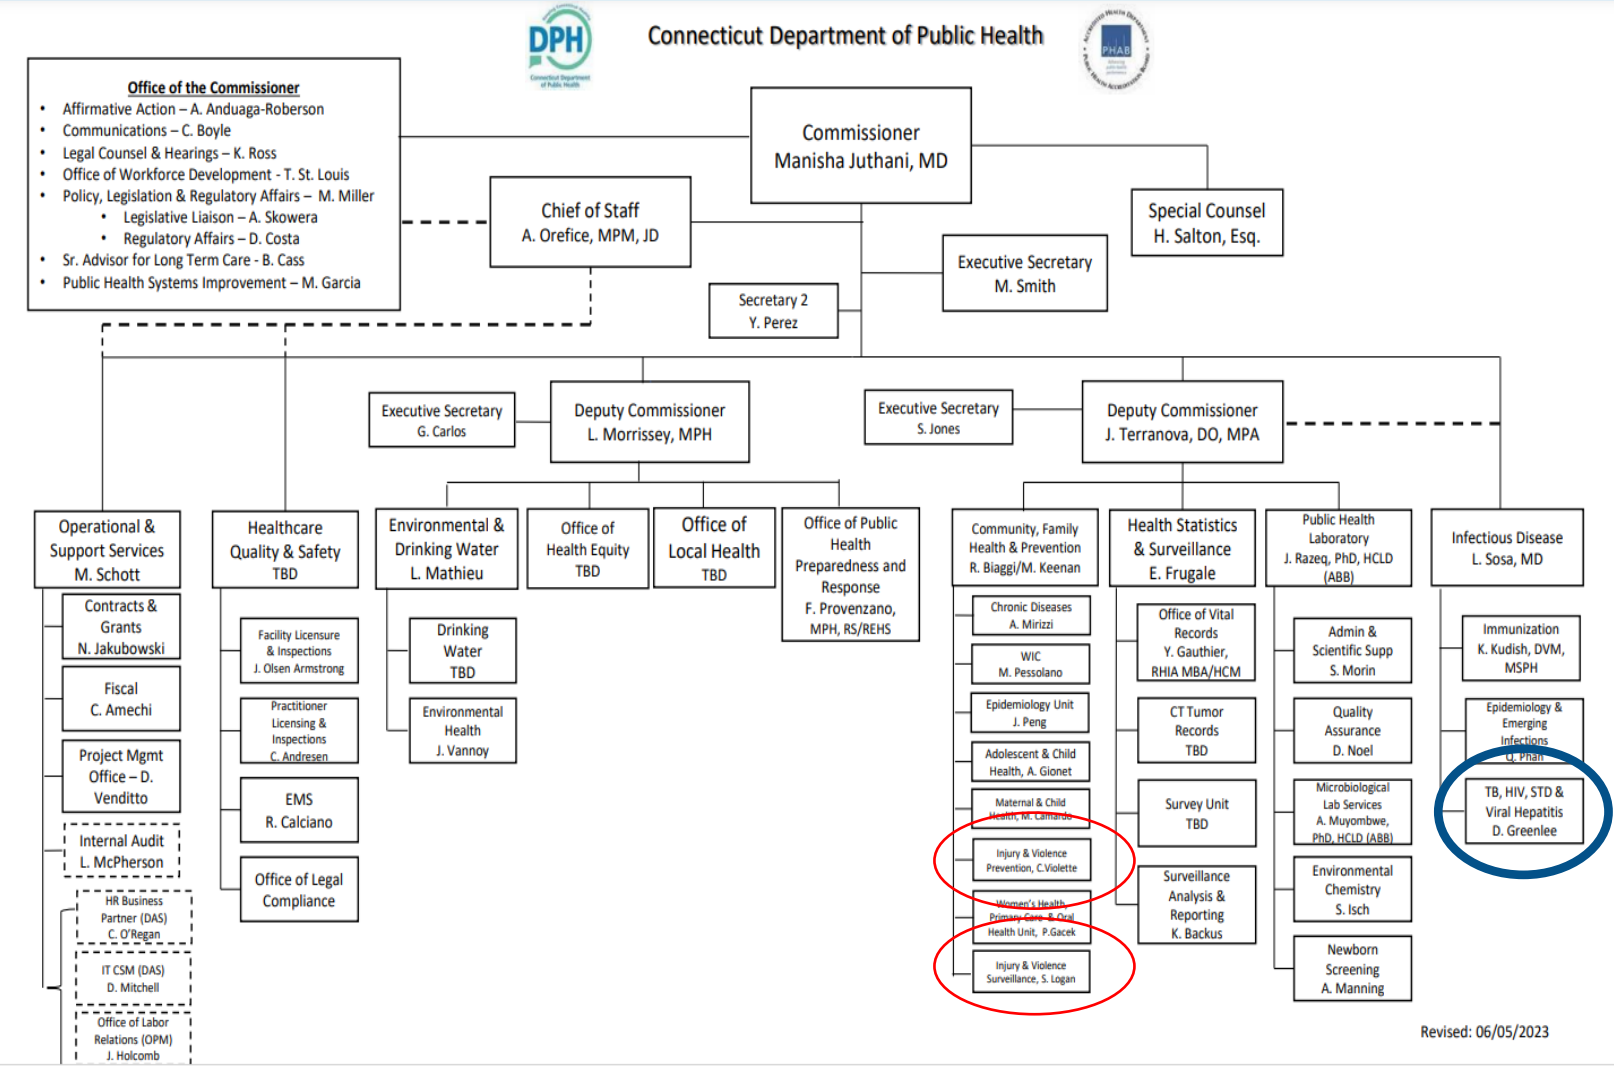 DPH
Connecticut Department
of Public Health
Connecticut Department of Public Health
PHAB
Office of the Commissioner
• Affirmative Action – A. Anduaga-Roberson
• Communications – C. Boyle
• Legal Counsel & Hearings – K. Ross
• Office of Workforce Development - T. St. Louis
• Policy, Legislation & Regulatory Affairs – M. Miller
• Legislative Liaison – A. Skowera
• Regulatory Affairs – D. Costa
• Sr. Advisor for Long Term Care - B. Cass
• Public Health Systems Improvement – M. Garcia
Commissioner
Manisha Juthani, MD
Chief of Staff
A. Orefice, MPM, JD
Special Counsel
H. Salton, Esq.
Executive Secretary
M. Smith
Secretary 2
Y. Perez
Executive Secretary
G. Carlos
Deputy Commissioner
L. Morrissey, MPH
Executive Secretary
S. Jones
Deputy Commissioner
J. Terranova, DO, MPA
Operational &
Support Services
M. Schott
Contracts &
Grants
N. Jakubowski
Fiscal
C. Amechi
Project Mgmt
Office – D.
Venditto
Internal Audit
L. McPherson
HR Business
Partner (DAS)
C. O'Regan
IT CSM (DAS)
D. Mitchell
Office of Labor
Relations (OPM)
J. Holcomb
Healthcare
Quality & Safety
TBD
Facility Licensure
& Inspections
J. Olsen Armstrong
Practitioner
Licensing &
Inspections
C. Andresen
EMS
R. Calciano
Office of Legal
Compliance
Environmental &
Drinking Water
L. Mathieu
Drinking
Water
TBD
Environmental
Health
J. Vannoy
Office of
Health Equity
TBD
Office of
Local Health
TBD
Office of Public
Health
Preparedness and
Response
F. Provenzano,
MPH, RS/REHS
Community, Family
Health & Prevention
R. Biaggi/M. Keenan
Chronic Diseases
A. Mirizzi
WIC
M. Pessolano
Epidemiology Unit
J. Peng
Adolescent & Child
Health, A. Gionet
Maternal & Child
Health, M. Camardo
Injury & Violence
Prevention, C.Violette
Women's Health,
Primary Care & Oral
Health Unit, P.Gacek
Injury & Violence
Surveillance, S. Logan
Health Statistics
& Surveillance
E. Frugale
Office of Vital
Records
Y. Gauthier,
RHIA MBA/HCM
CT Tumor
Records
TBD
Survey Unit
TBD
Surveillance
Analysis &
Reporting
K. Backus
Public Health
Laboratory
J. Razeq, PhD, HCLD
(ABB)
Admin &
Scientific Supp
S. Morin
Quality
Assurance
D. Noel
Microbiological
Lab Services
A. Muyombwe,
PhD, HCLD (ABB)
Environmental
Chemistry
S. Isch
Newborn
Screening
A. Manning
Infectious Disease
L. Sosa, MD
Immunization
K. Kudish, DVM,
MSPH
Epidemiology &
Emerging
Infections
Q. Phan
TB, HIV, STD &
Viral Hepatitis
D. Greenlee
Revised: 06/05/2023